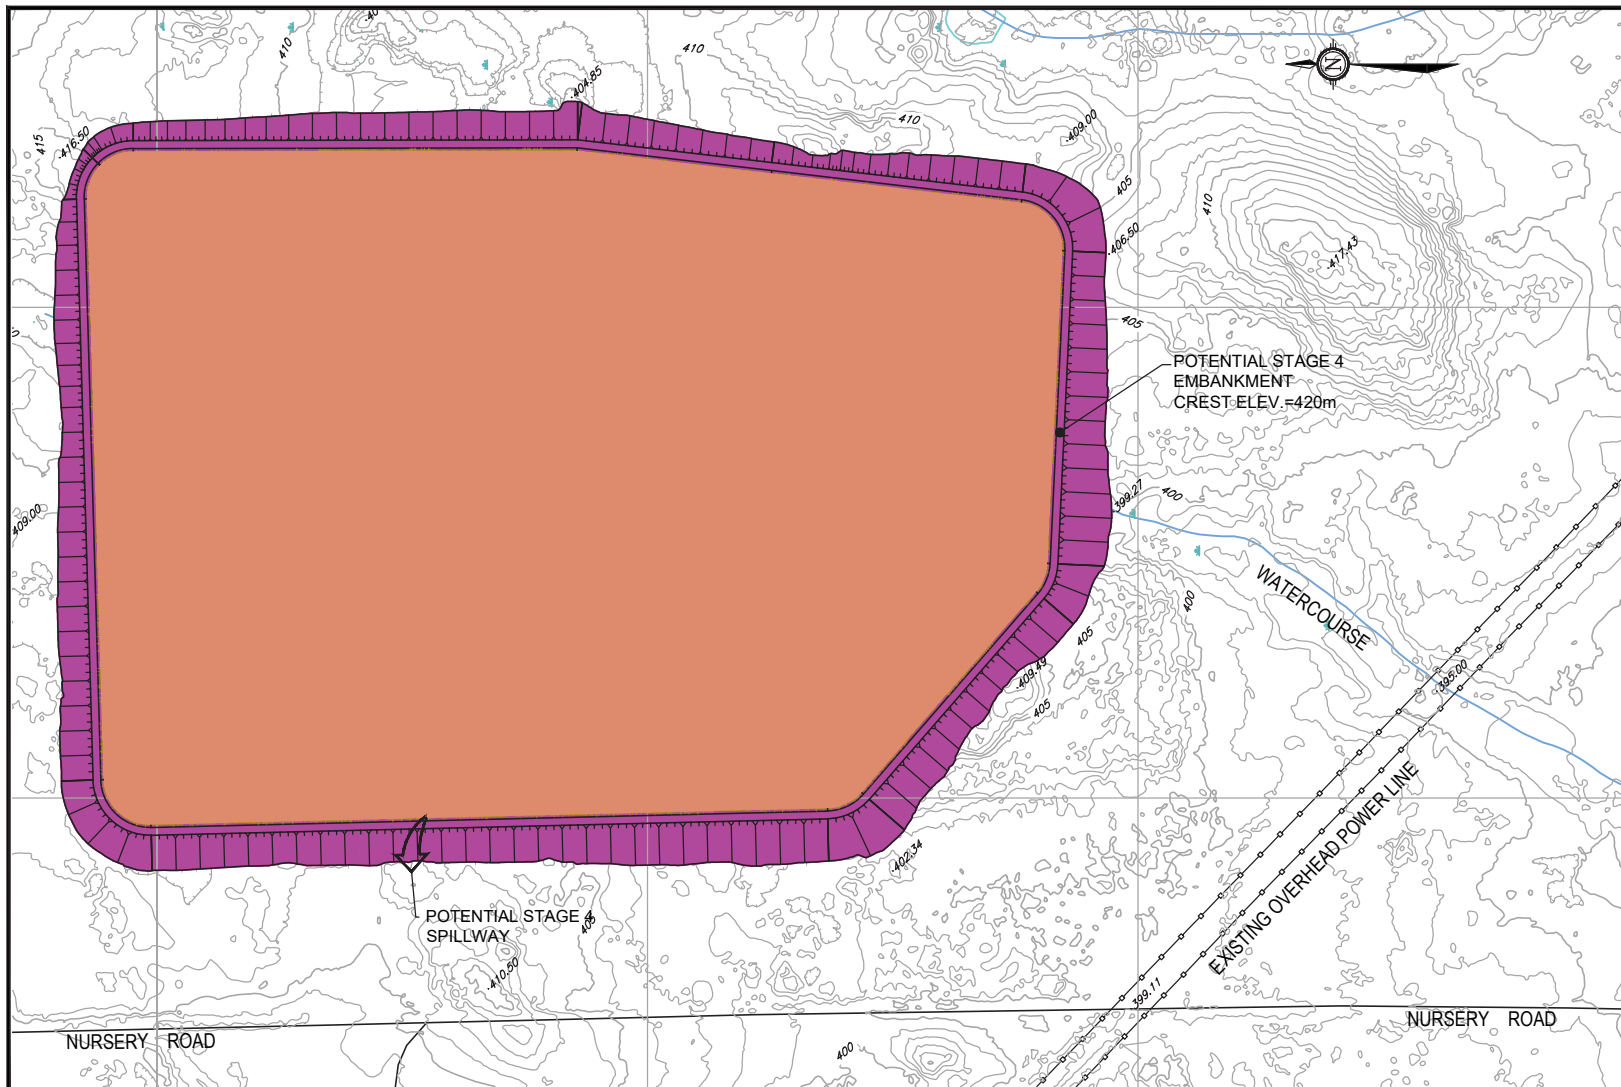 410
410
404.85
410
409.00
415
416.50
405
410
406.50
417.43
405
POTENTIAL STAGE 4
EMBANKMENT
CREST ELEV.=420m
399.27
400
409.00
WATERCOURSE
400
405
409.49
395.00
405
EXISTING OVERHEAD POWER LINE
402.34
POTENTIAL STAGE 4
SPILLWAY
405
410.50
399.11
NURSERY ROAD
NURSERY ROAD
400
N